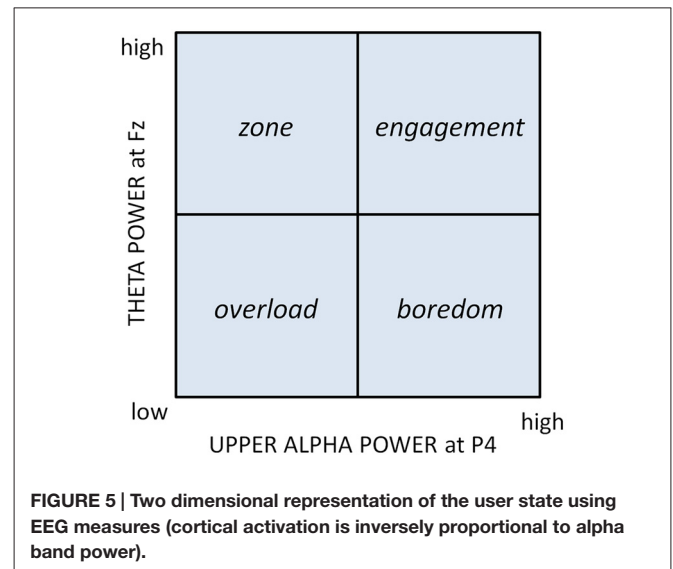 high
THETA POWER at Fz
zone engagement
overload boredom
low
high
UPPER ALPHA POWER at P4
FIGURE 5 | Two dimensional representation of the user state using
EEG measures (cortical activation is inversely proportional to alpha
band power).